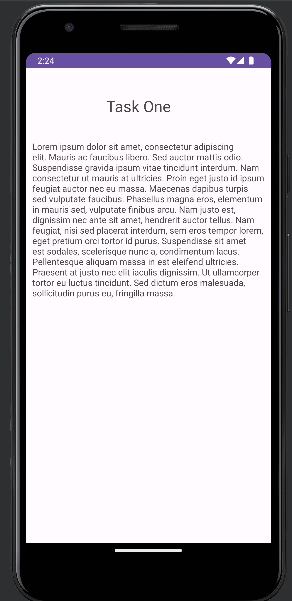 2:24
Task One
Lorem ipsum dolor sit amet, consectetur adipiscing
elit. Mauris ac faucibus libero. Sed auctor mattis odio.
Suspendisse gravida ipsum vitae tincidunt interdum. Nam
consectetur ut mauris at ultricies. Proin eget justo id ipsum
feugiat auctor nec eu massa. Maecenas dapibus turpis
sed vulputate faucibus. Phasellus magna eros, elementum
in mauris sed, vulputate finibus arcu. Nam justo est,
dignissim nec ante sit amet, hendrerit auctor tellus. Nam
feugiat, nisi sed placerat interdum, sem eros tempor lorem,
eget pretium orci tortor id purus. Suspendisse sit amet
est sodales, scelerisque nunc a, condimentum lacus.
Pellentesque aliquam massa in est eleifend ultricies.
Praesent at justo nec elit iaculis dignissim. Ut ullamcorper
tortor eu luctus tincidunt. Sed dictum eros malesuada,
sollicitudin purus eu, fringilla massa.